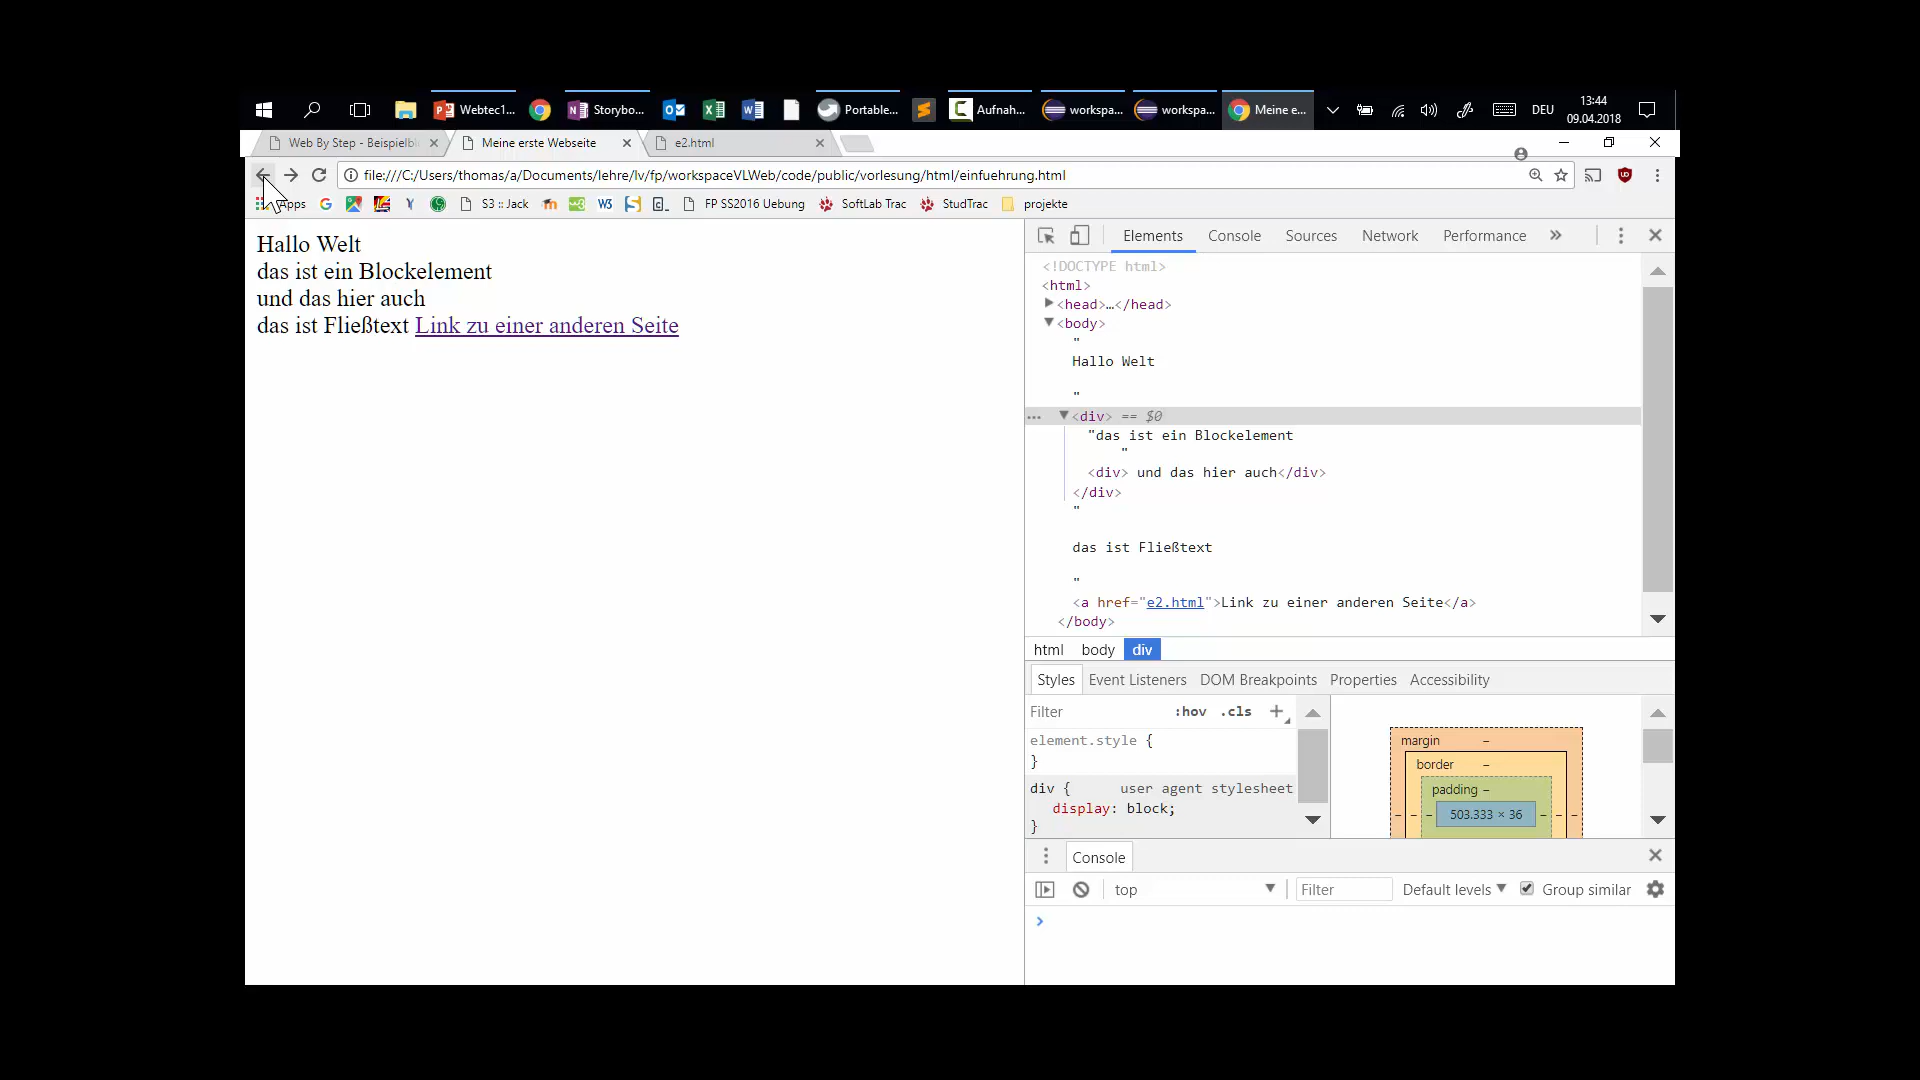 Webtec1...
Storybo...
Portable...
Aufnah...
workspa...
workspa...
Meine e...
DEU
13:44
09.04.2018
Web By Step - Beispielb
Meine erste Webseite
e2.html
file:///C:/Users/thomas/a/Documents/lehre/lv/fp/workspaceVLWeb/code/public/vorlesung/html/einfuehrung.html
Apps
S3 :: Jack
FP SS2016 Uebung
SoftLab Trac
StudTrac
projekte
Hallo Welt
das ist ein Blockelement
und das hier auch
das ist Fließtext Link zu einer anderen Seite
Elements
Console
Sources
Network
Performance
»
<!DOCTYPE html>
<html>
<head>…</head>
<body>
"
Hallo Welt
"
<div> == $0
"das ist ein Blockelement
"
<div> und das hier auch</div>
</div>
"
das ist Fließtext
"
<a href="e2.html">Link zu einer anderen Seite</a>
</body>
html body div
Styles
Event Listeners
DOM Breakpoints
Properties
Accessibility
Filter
:hov .cls +
element.style {
}
div { user agent stylesheet
display: block;
}
margin –
border –
padding –
– – – 503.333 × 36 – – –
Console
top
Filter
Default levels
Group similar